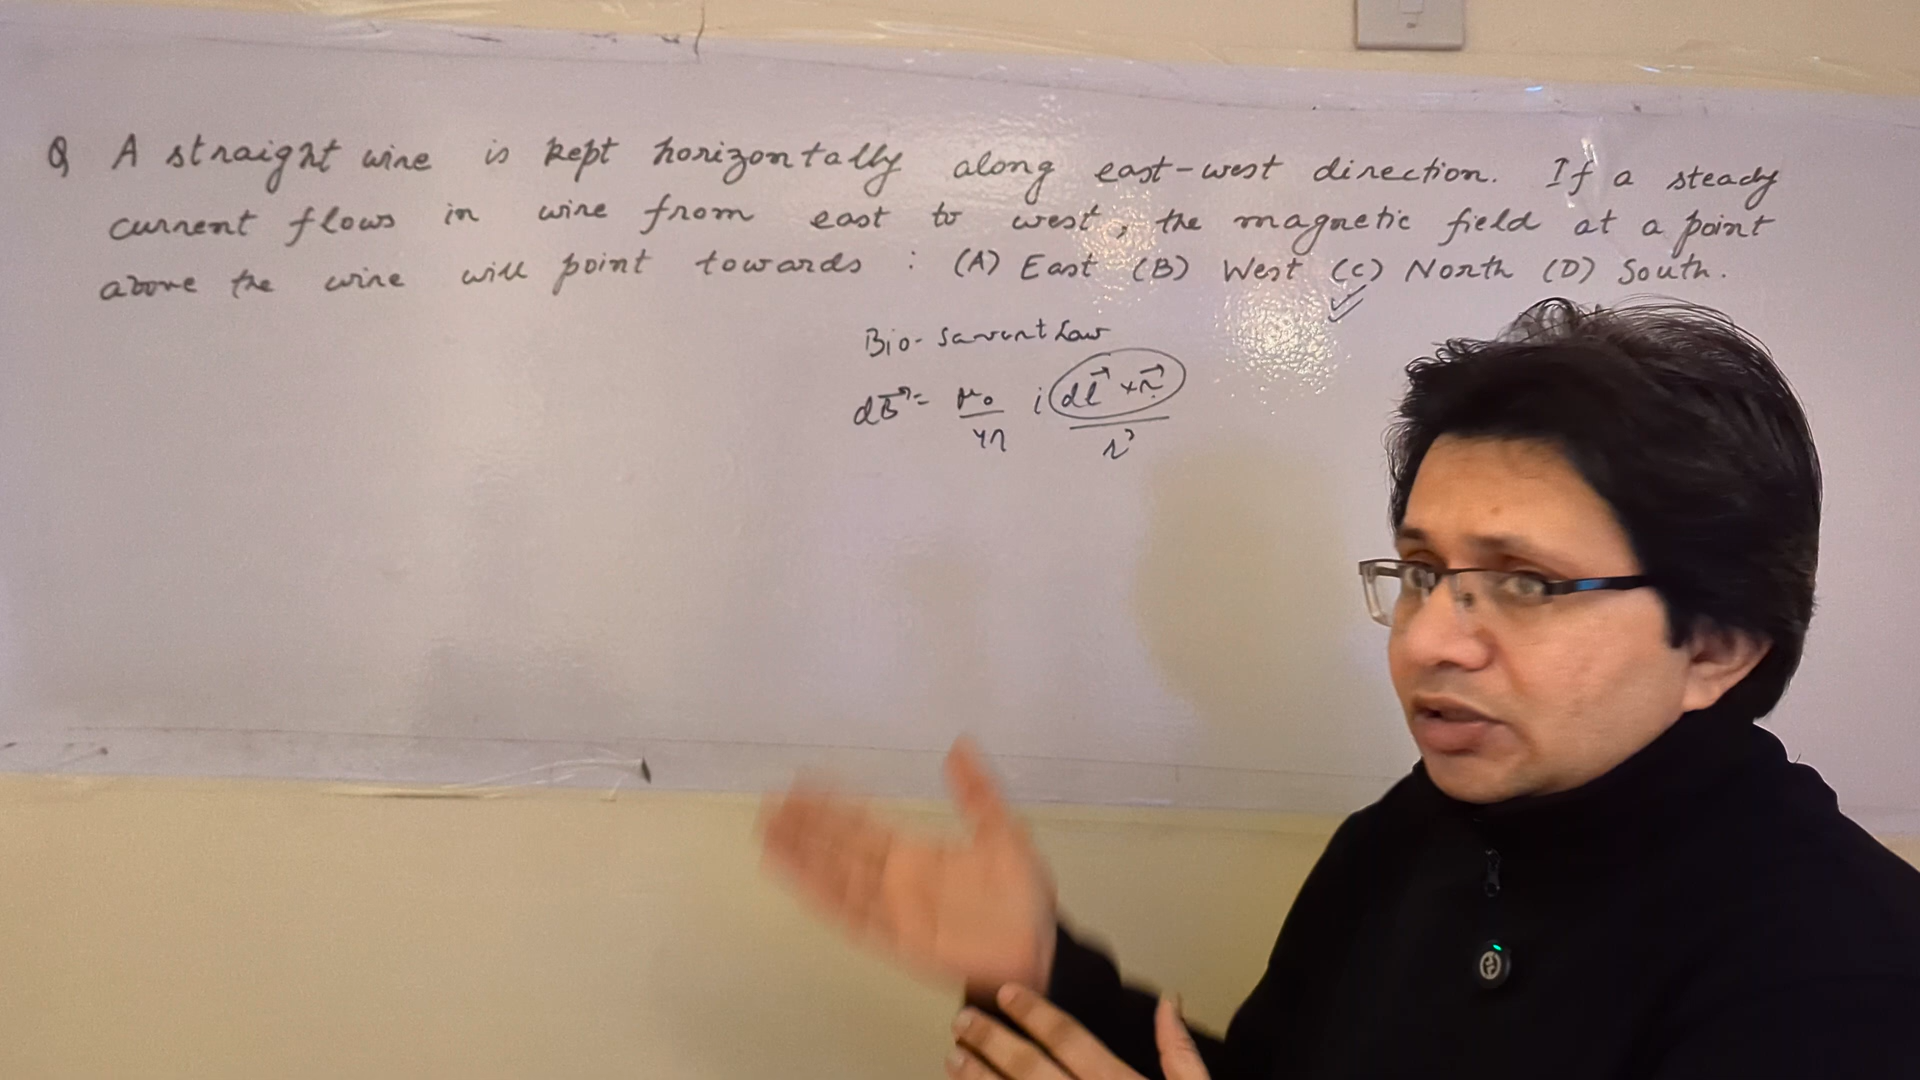 Q A straight wire is kept horizontally along east-west direction. If a steady
current flows in wire from east to west, the magnetic field at a point
above the wire will point towards : (A) East (B) West (C) North (D) South.
Bio-Savart Law
dB⃗ = μ₀/4π i dl⃗ × r⃗ / r³